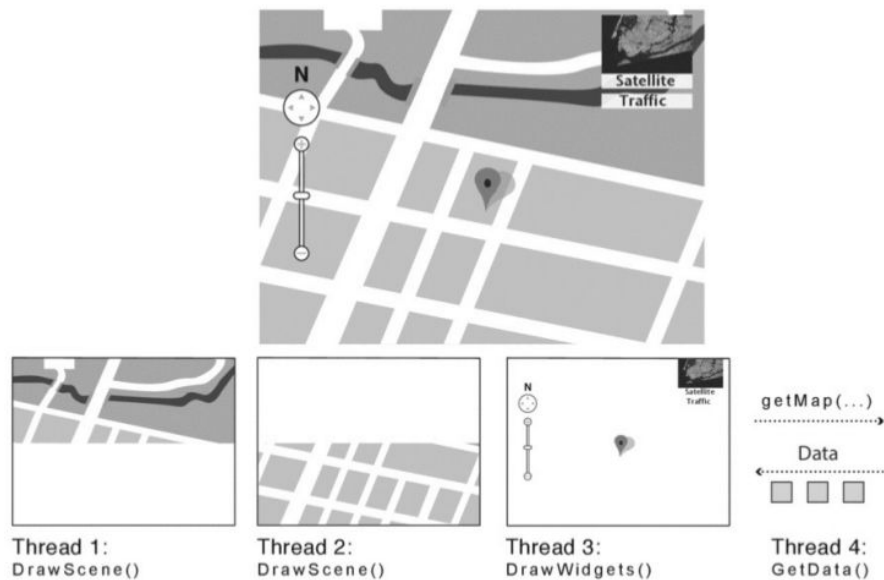 N
Satellite
Traffic
N
Satellite
Traffic
getMap(...)
Data
Thread 1:
DrawScene()
Thread 2:
DrawScene()
Thread 3:
DrawWidgets()
Thread 4:
GetData()